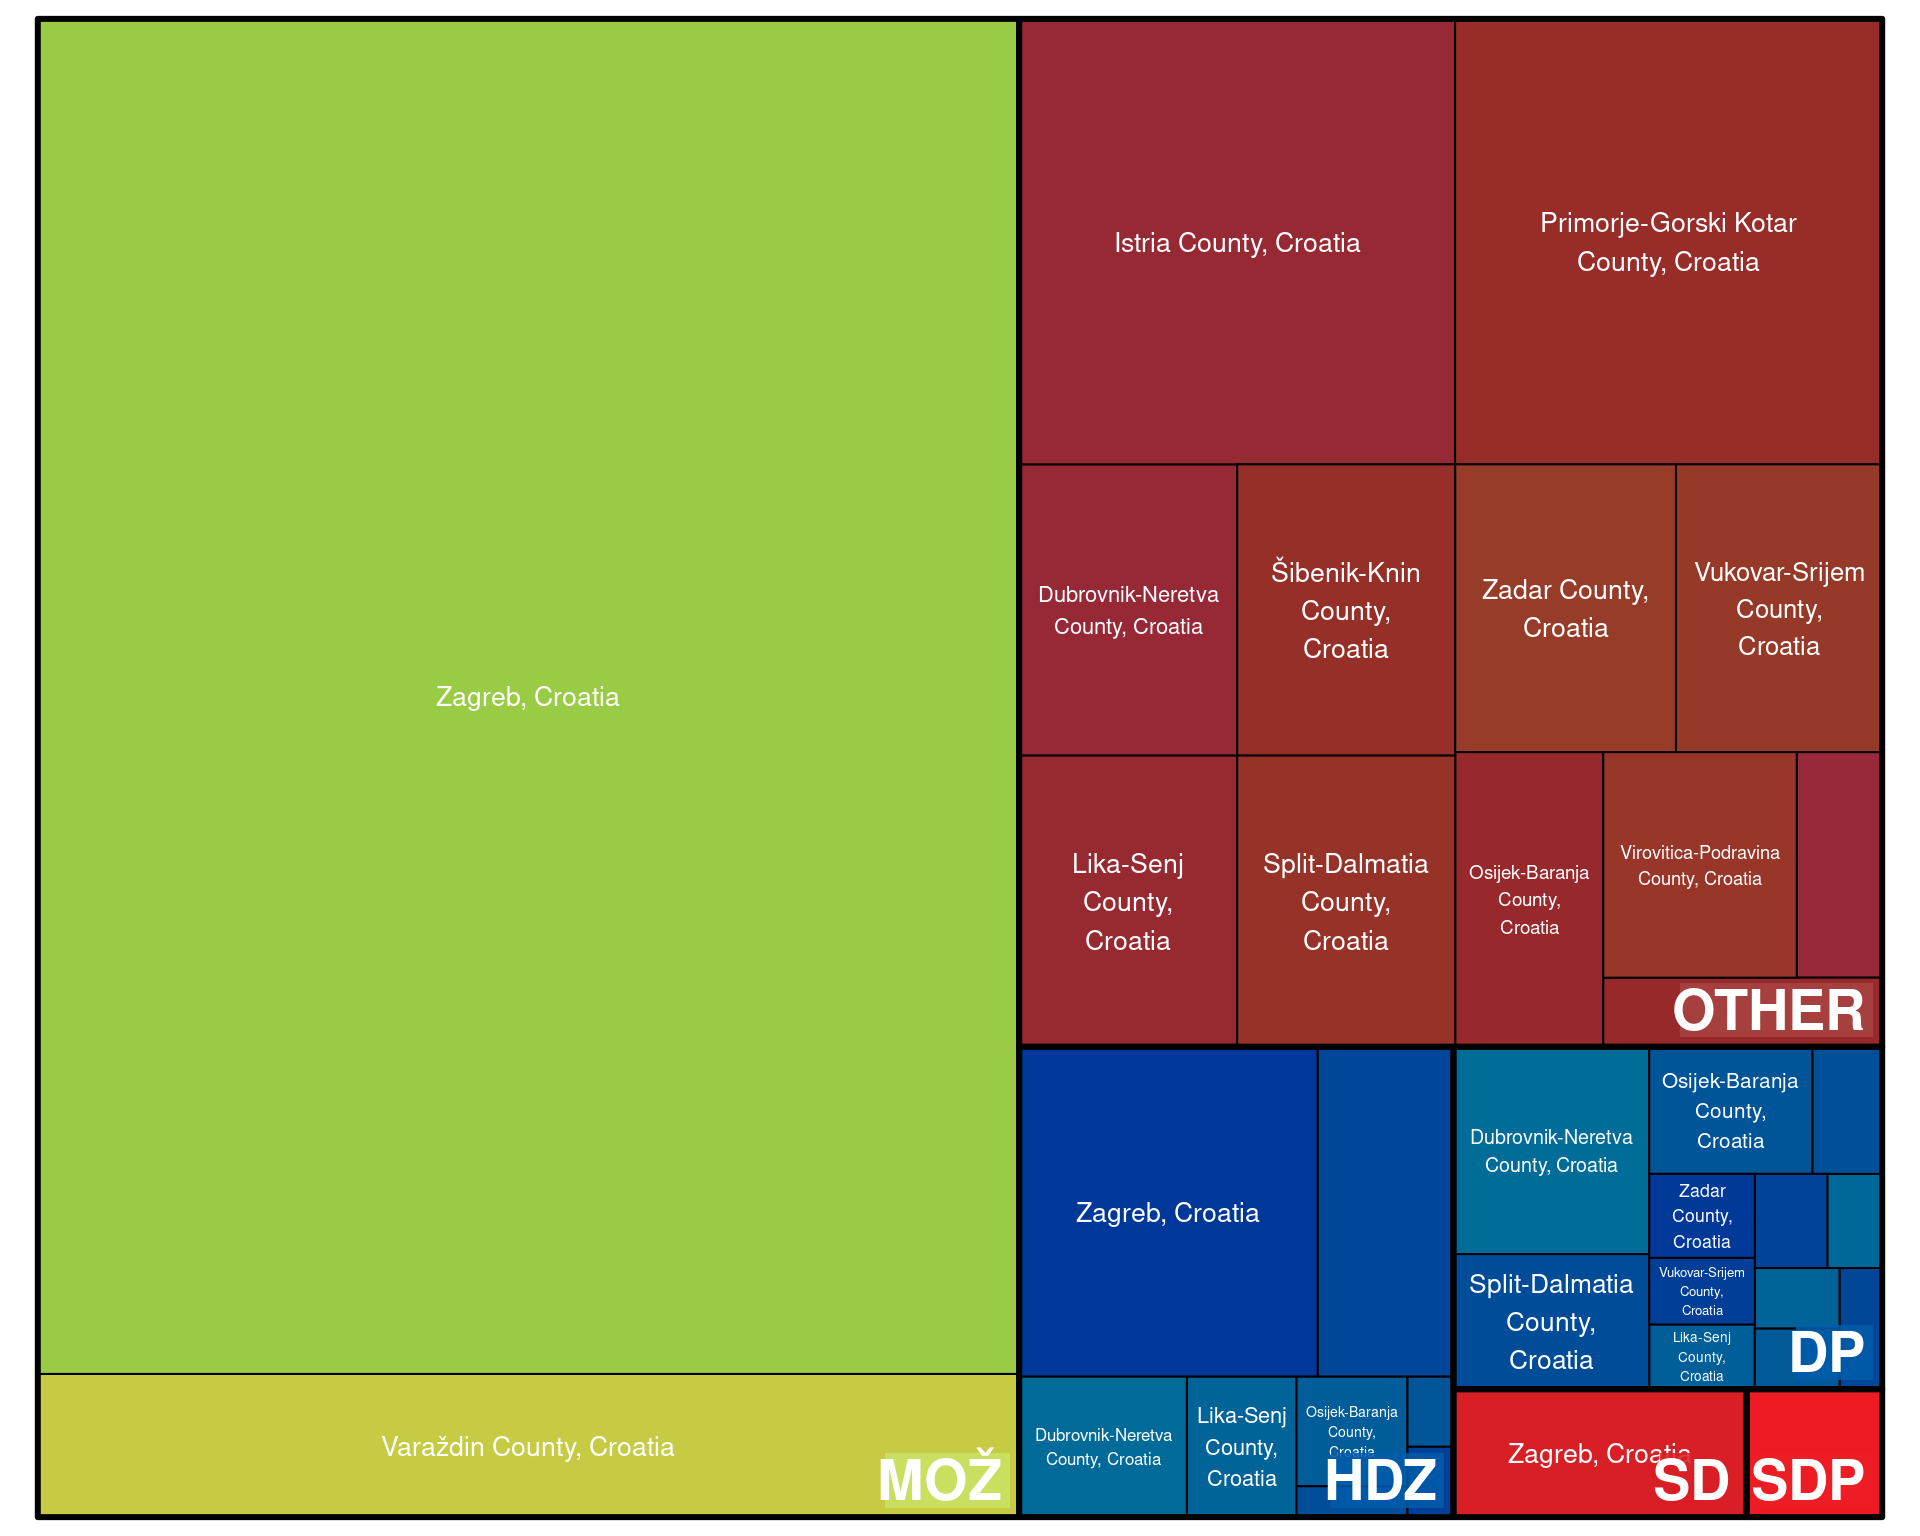 Zagreb, Croatia
Varaždin County, Croatia
MOŽ
Istria County, Croatia
Primorje-Gorski Kotar
County, Croatia
Dubrovnik-Neretva
County, Croatia
Šibenik-Knin
County,
Croatia
Zadar County,
Croatia
Vukovar-Srijem
County,
Croatia
Lika-Senj
County,
Croatia
Split-Dalmatia
County,
Croatia
Osijek-Baranja
County,
Croatia
Virovitica-Podravina
County, Croatia
OTHER
Zagreb, Croatia
Dubrovnik-Neretva
County, Croatia
Lika-Senj
County,
Croatia
Osijek-Baranja
County,
Croatia
HDZ
Dubrovnik-Neretva
County, Croatia
Osijek-Baranja
County,
Croatia
Split-Dalmatia
County,
Croatia
Zadar
County,
Croatia
Vukovar-Srijem
County,
Croatia
Lika-Senj
County,
Croatia
DP
Zagreb, Croatia
SD
SDP